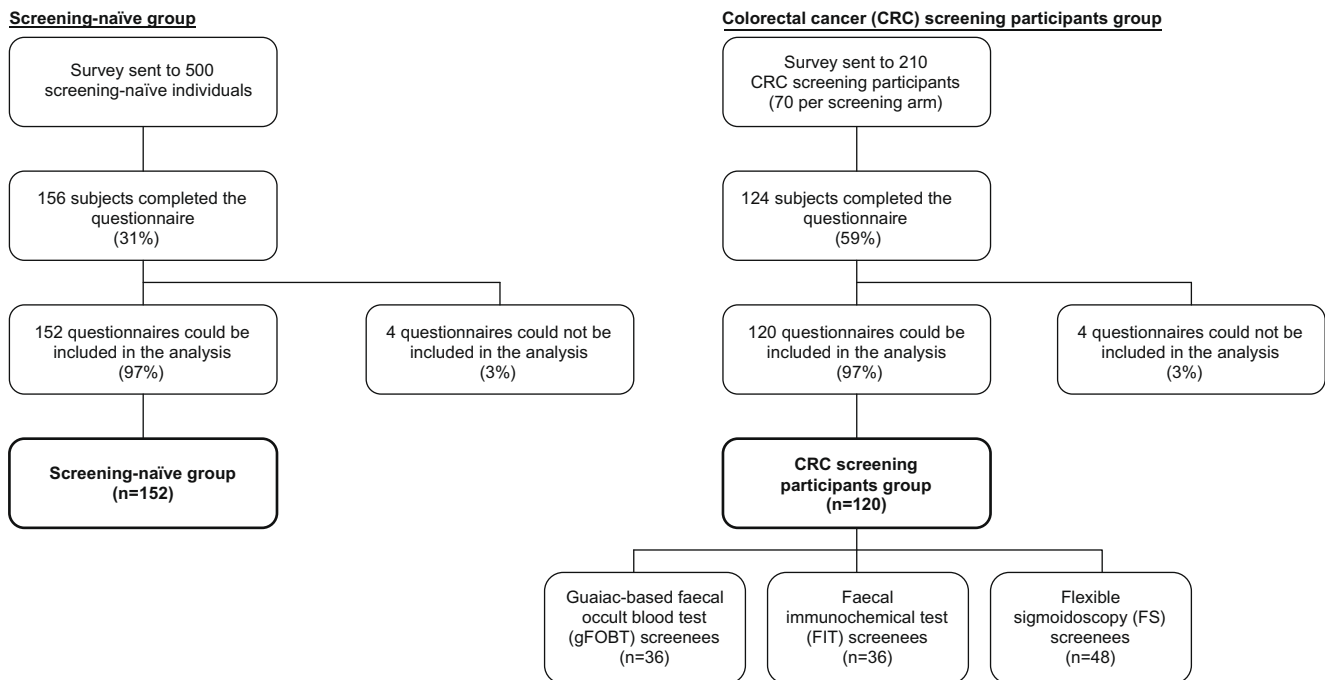 Screening-naïve group
Survey sent to 500
screening-naïve individuals
156 subjects completed the
questionnaire
(31%)
152 questionnaires could be
included in the analysis
(97%)
4 questionnaires could not be
included in the analysis
(3%)
Screening-naïve group
(n=152)
Colorectal cancer (CRC) screening participants group
Survey sent to 210
CRC screening participants
(70 per screening arm)
124 subjects completed the
questionnaire
(59%)
120 questionnaires could be
included in the analysis
(97%)
4 questionnaires could not be
included in the analysis
(3%)
CRC screening
participants group
(n=120)
Guaiac-based faecal
occult blood test
(gFOBT) screenees
(n=36)
Faecal
immunochemical test
(FIT) screenees
(n=36)
Flexible
sigmoidoscopy (FS)
screenees
(n=48)